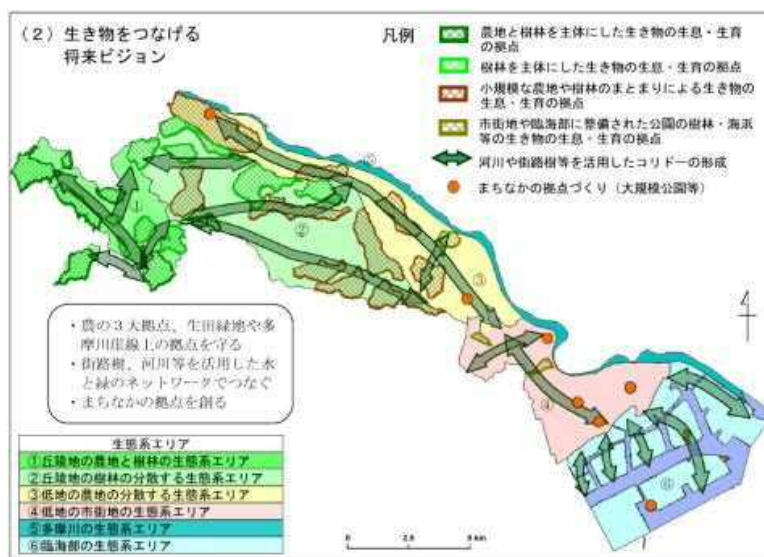 （２）生き物をつなげる
将来ビジョン
凡例
農地と樹林を主体にした生き物の生息・生育
の拠点
樹林を主体にした生き物の生息・生育の拠点
小規模な農地や樹林のまとまりによる生き物の
生息・生育の拠点
市街地や臨海部に整備された公園の樹林・海浜
等の生き物の生息・生育の拠点
河川や街路樹等を活用したコリドーの形成
まちなかの拠点づくり（大規模公園等）
①
②
③
④
⑤
⑥
・農の３大拠点、生田緑地や多
摩川崖線上の拠点を守る
・街路樹、河川等を活用した水
と緑のネットワークでつなぐ
・まちなかの拠点を創る
生態系エリア
①丘陵地の農地と樹林の生態系エリア
②丘陵地の樹林の分散する生態系エリア
③低地の農地の分散する生態系エリア
④低地の市街地の生態系エリア
⑤多摩川の生態系エリア
⑥臨海部の生態系エリア
0 2.5 5 km